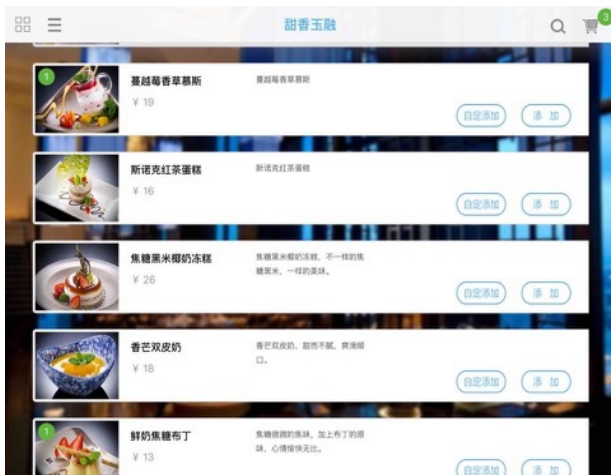 甜香玉融
3
1
蔓越莓香草慕斯
蔓越莓香草慕斯
¥ 19
自定添加
添 加
斯诺克红茶蛋糕
斯诺克红茶蛋糕
¥ 16
自定添加
添 加
焦糖黑米椰奶冻糕
焦糖黑米椰奶冻糕，不一样的焦
糖黑米，一样的美味。
¥ 26
自定添加
添 加
香芒双皮奶
香芒双皮奶，甜而不腻，爽滑顺
口。
¥ 18
自定添加
添 加
1
鲜奶焦糖布丁
焦糖微微的焦味，加上布丁的原
味，心情愉快无比。
¥ 13
自定添加
添 加